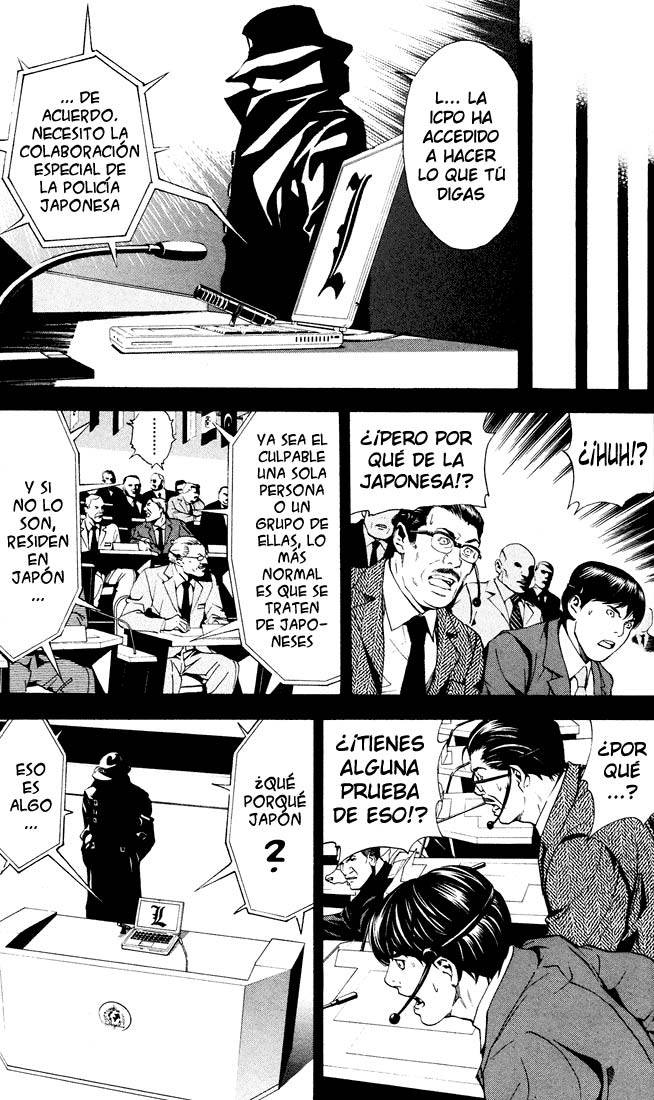 L... LA
ICPO HA
ACCEDIDO
A HACER
LO QUE TÚ
DIGAS
... DE
ACUERDO.
NECESITO LA
COLABORACIÓN
ESPECIAL DE
LA POLICÍA
JAPONESA
¿¡HUH!?
¿¡PERO POR
QUÉ DE LA
JAPONESA!?
YA SEA EL
CULPABLE
UNA SOLA
PERSONA
O UN
GRUPO DE
ELLAS, LO
MÁS
NORMAL
ES QUE SE
TRATEN
DE JAPO-
NESES
........
Y SI
NO LO
SON,
RESIDEN
EN
JAPÓN
...
¿POR
QUÉ
...?
¿¡TIENES
ALGUNA
PRUEBA
DE ESO!?
¿QUÉ
PORQUÉ
JAPÓN
?
L
ESO
ES
ALGO
...